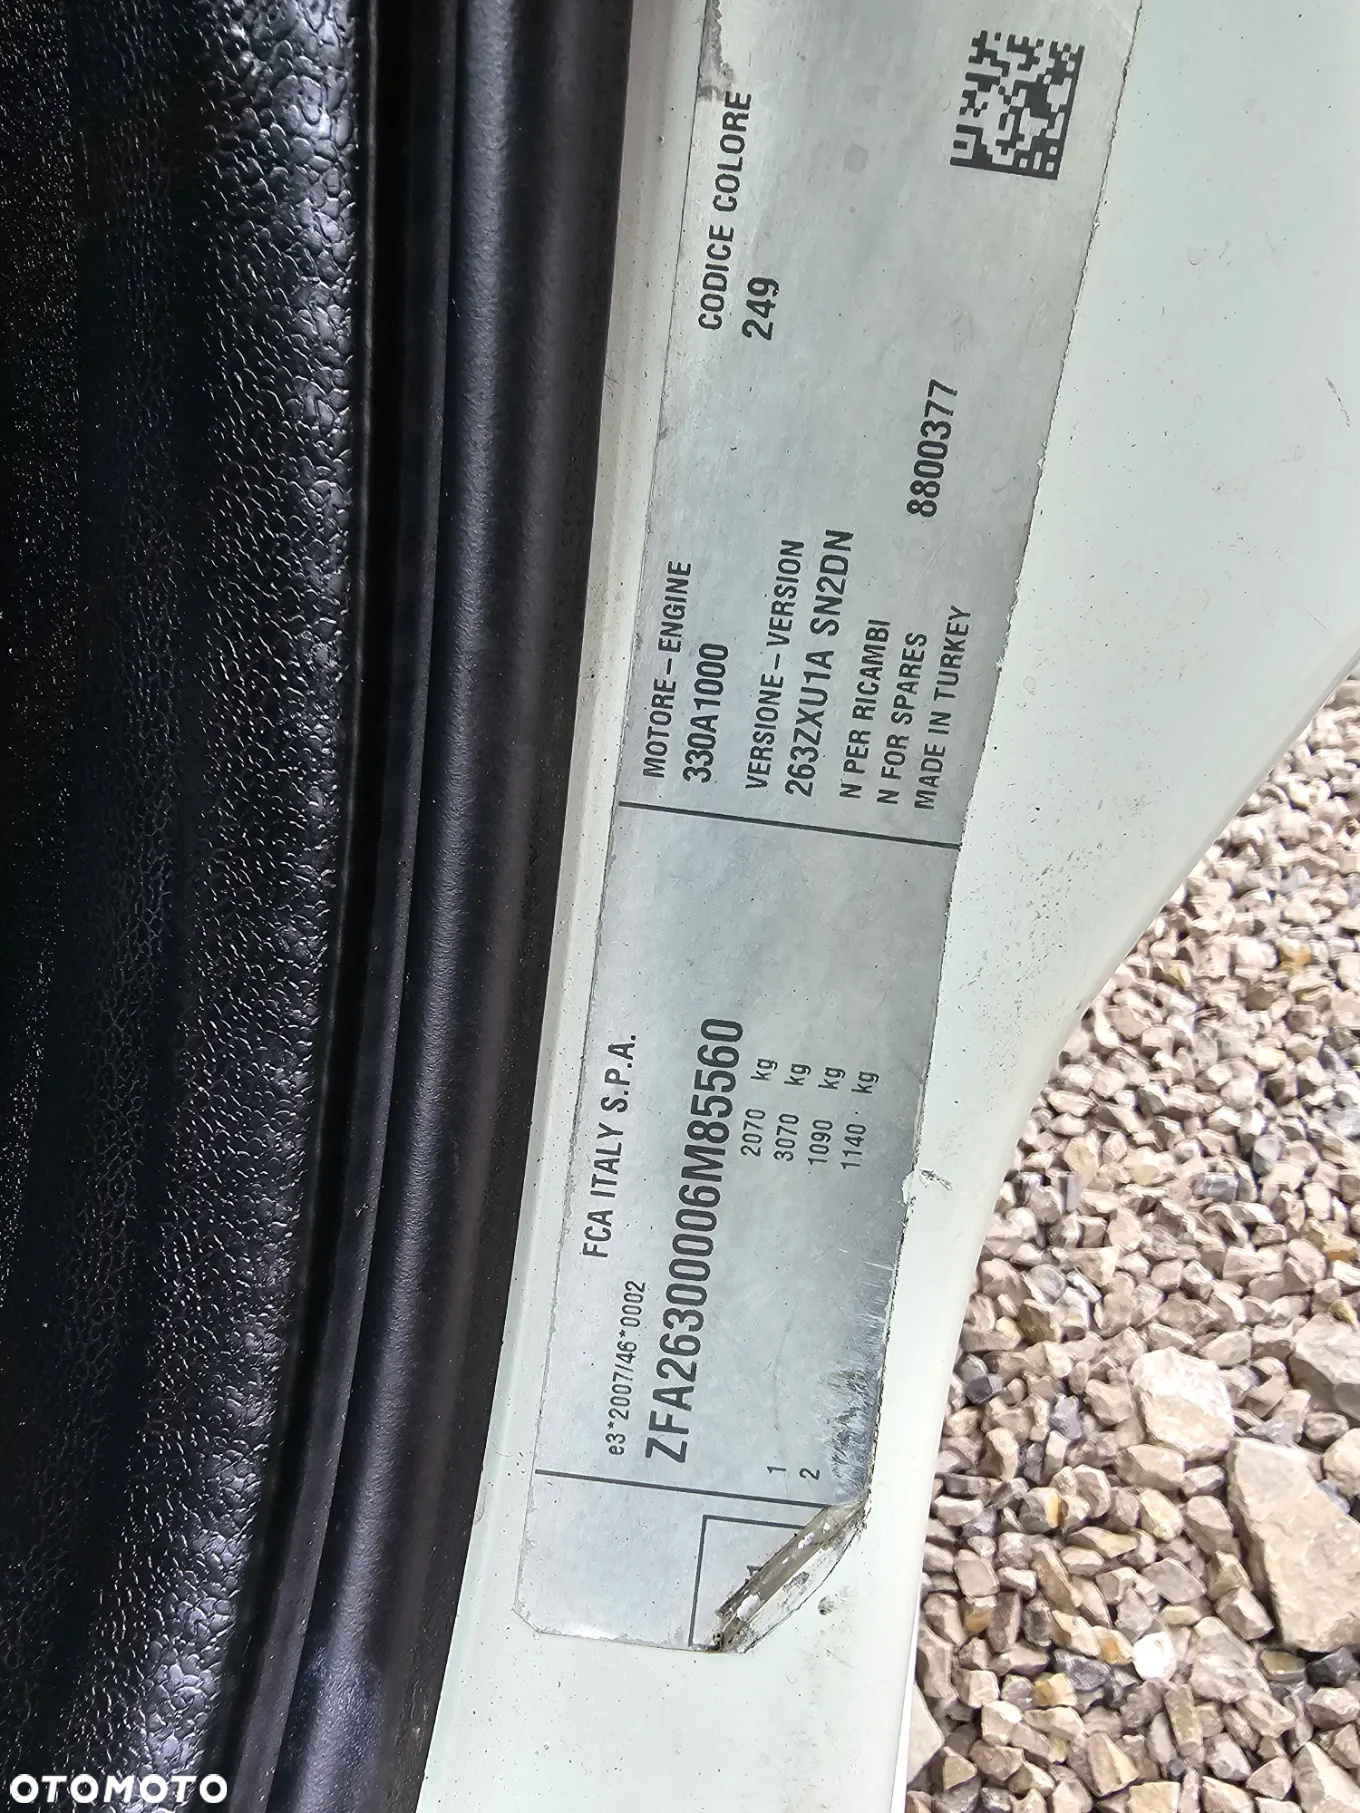 FCA ITALY S.P.A.
e3*2007/46*0002
ZFA26300006M85560
2070 kg
3070 kg
1 1090 kg
2 1140 kg
MOTORE-ENGINE
330A1000
VERSIONE-VERSION
263ZXU1A SN2DN
N PER RICAMBI
N FOR SPARES 8800377
MADE IN TURKEY
CODICE COLORE
249
OTOMOTO